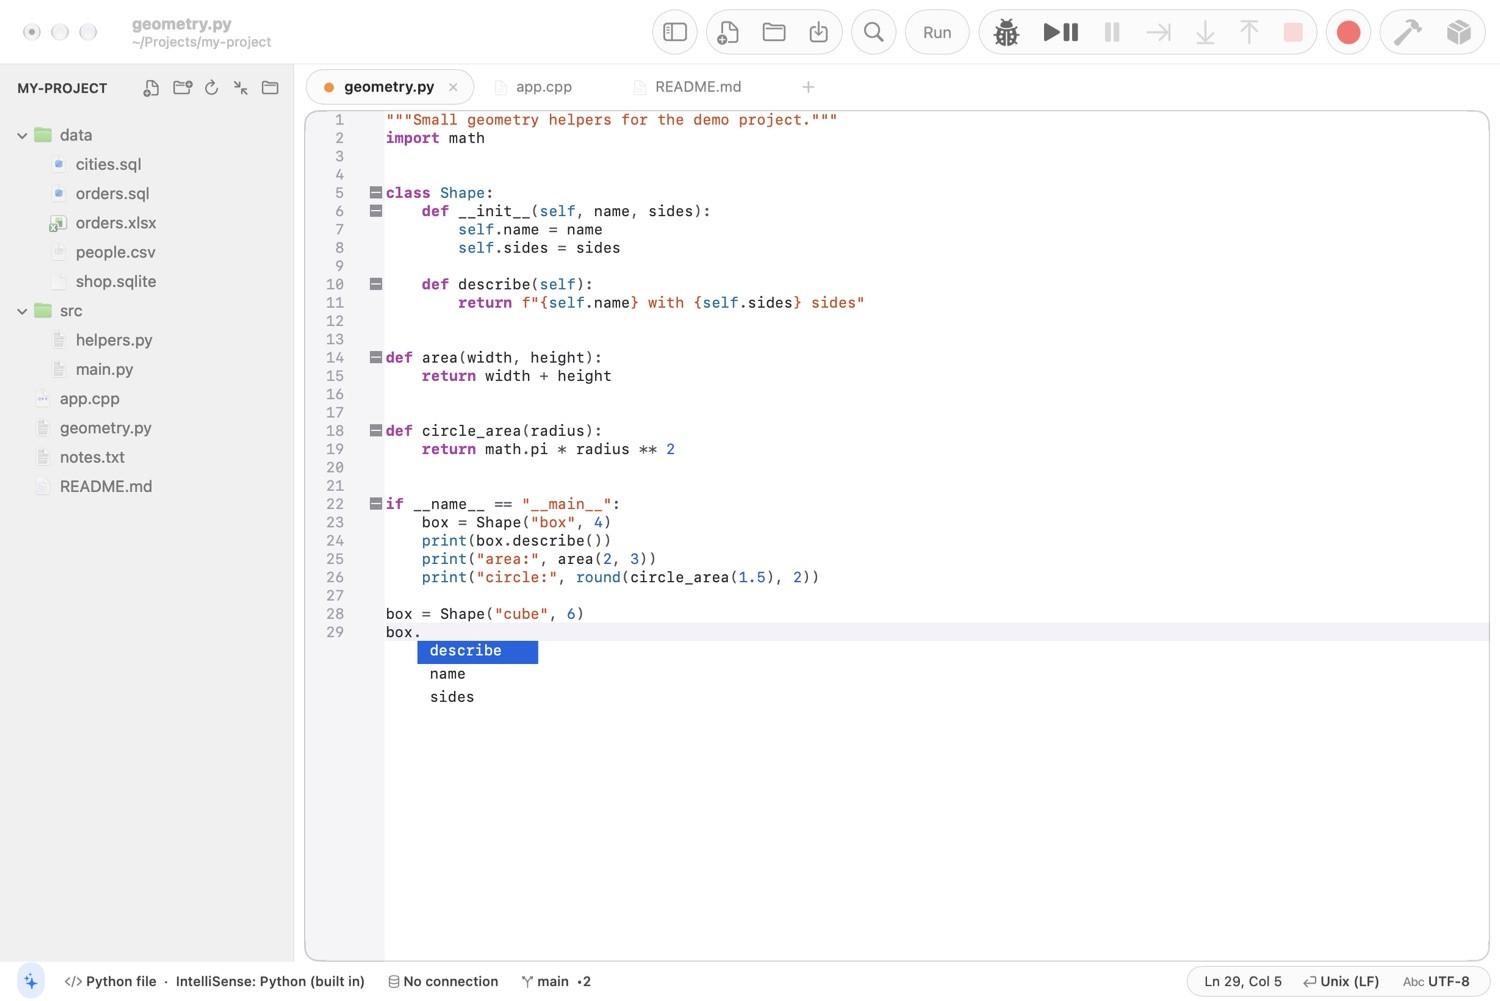 geometry.py
~/Projects/my-project
Run
MY-PROJECT
geometry.py
app.cpp
README.md
data
cities.sql
orders.sql
orders.xlsx
people.csv
shop.sqlite
src
helpers.py
main.py
app.cpp
geometry.py
notes.txt
README.md
1 """Small geometry helpers for the demo project."""
2 import math
3
4
5 class Shape:
6     def __init__(self, name, sides):
7         self.name = name
8         self.sides = sides
9
10     def describe(self):
11         return f"{self.name} with {self.sides} sides"
12
13
14 def area(width, height):
15     return width + height
16
17
18 def circle_area(radius):
19     return math.pi * radius ** 2
20
21
22 if __name__ == "__main__":
23     box = Shape("box", 4)
24     print(box.describe())
25     print("area:", area(2, 3))
26     print("circle:", round(circle_area(1.5), 2))
27
28 box = Shape("cube", 6)
29 box.
describe
name
sides
</> Python file · IntelliSense: Python (built in) No connection main •2
Ln 29, Col 5 Unix (LF) Abc UTF-8